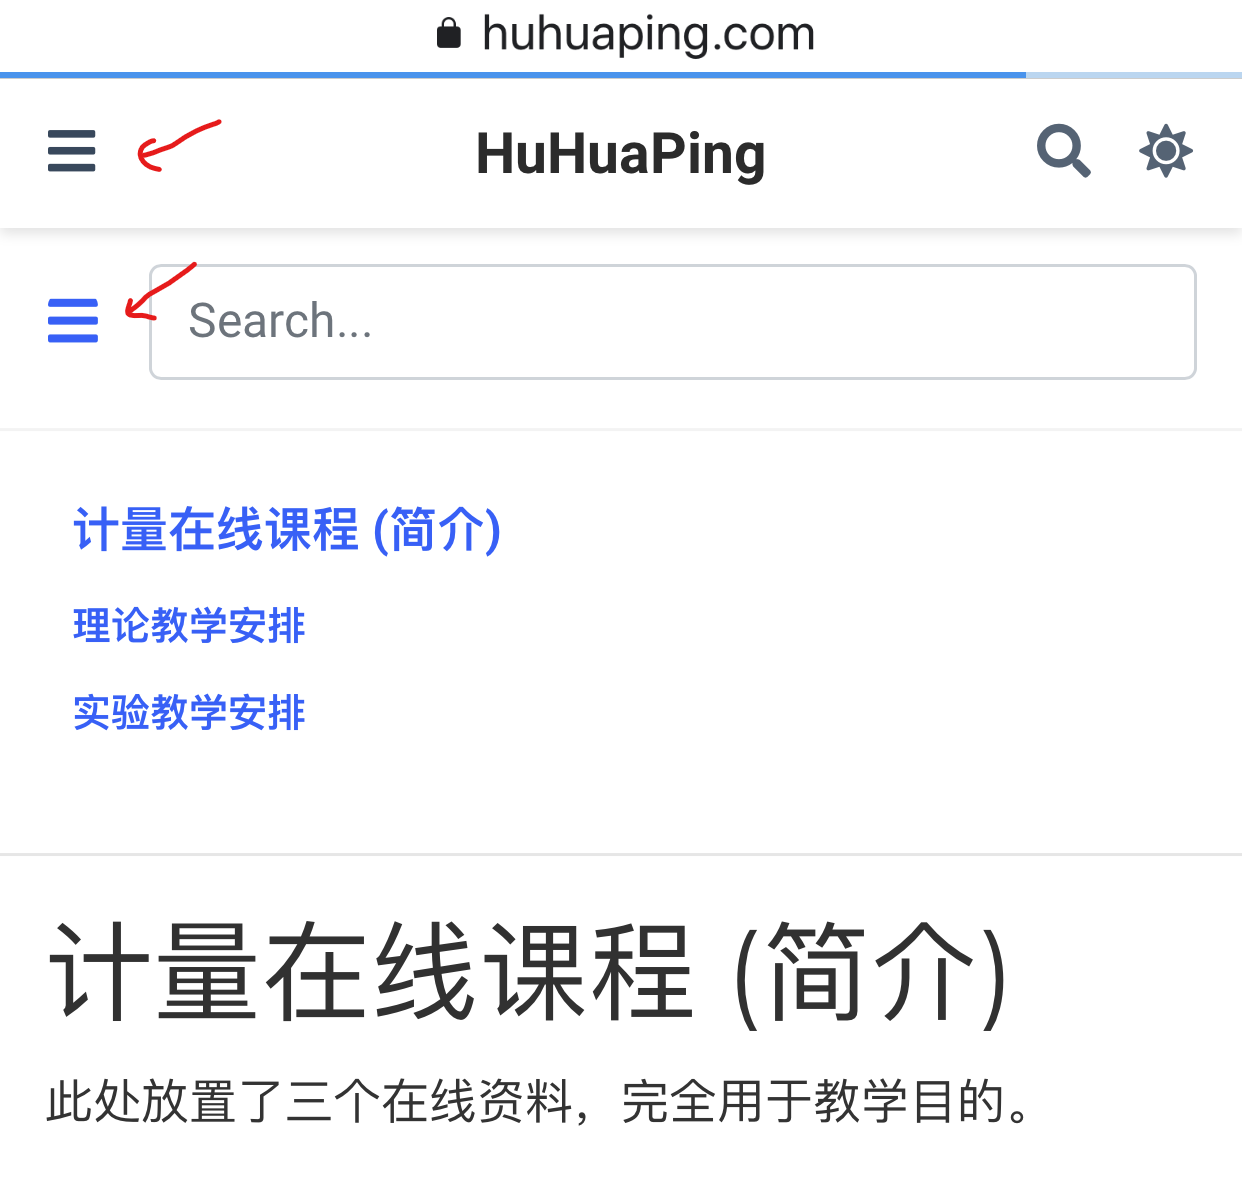 huhuaping.com
HuHuaPing
Search...
计量在线课程 (简介)
理论教学安排
实验教学安排
计量在线课程 (简介)
此处放置了三个在线资料，完全用于教学目的。